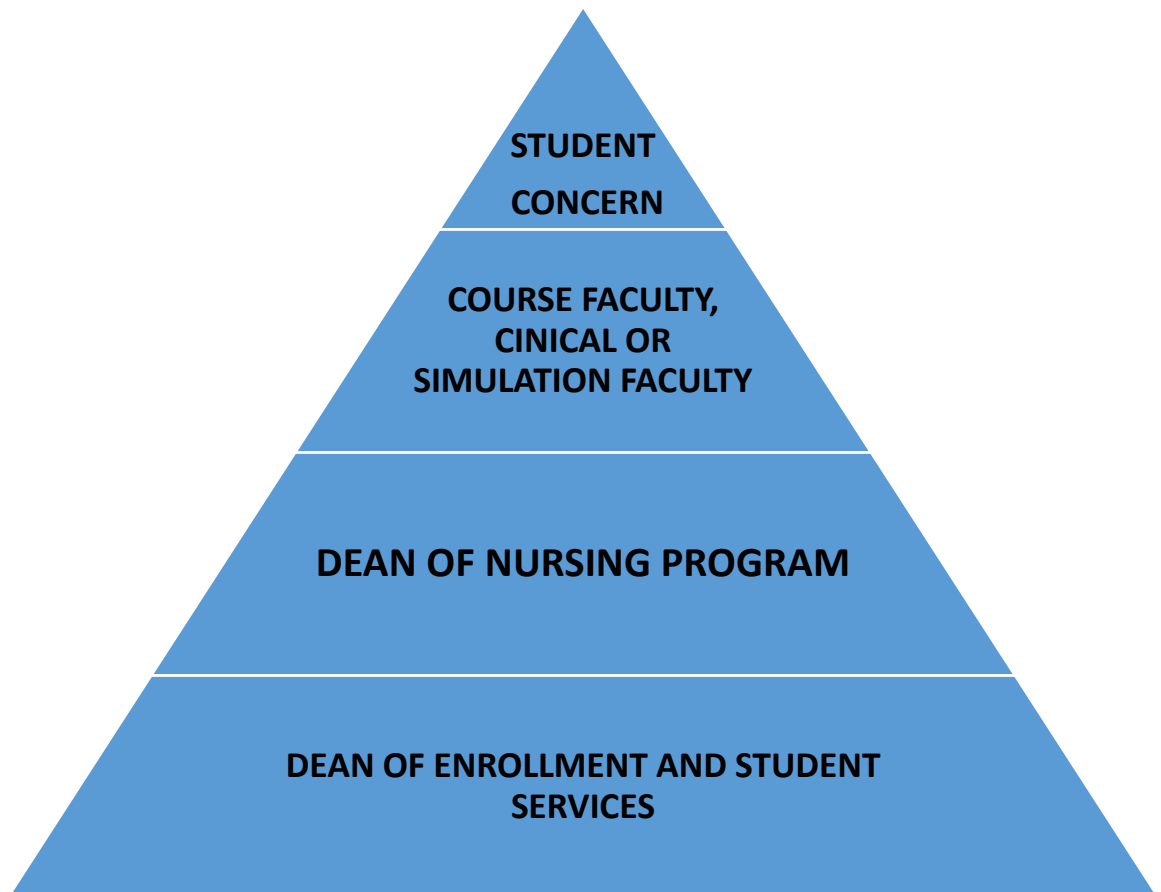 STUDENT
CONCERN
COURSE FACULTY,
CINICAL OR
SIMULATION FACULTY
DEAN OF NURSING PROGRAM
DEAN OF ENROLLMENT AND STUDENT
SERVICES